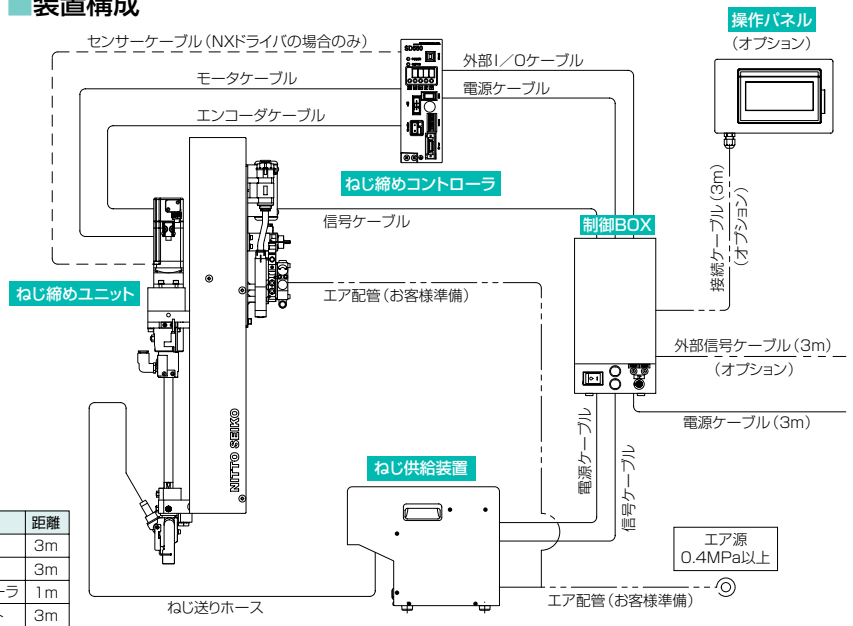 装置構成
操作パネル
(オプション)
センサーケーブル(NXドライバの場合のみ)
SD550
外部I/Oケーブル
モータケーブル
電源ケーブル
エンコーダケーブル
ねじ締めコントローラ
信号ケーブル
制御BOX
接続ケーブル(3m)
(オプション)
ねじ締めユニット
エア配管(お客様準備)
外部信号ケーブル(3m)
(オプション)
電源ケーブル(3m)
NITTO SEIKO
ねじ供給装置
電源ケーブル
信号ケーブル
距離
3m
3m
ーラ 1m
ト 3m
エア源
0.4MPa以上
ねじ送りホース
エア配管(お客様準備)